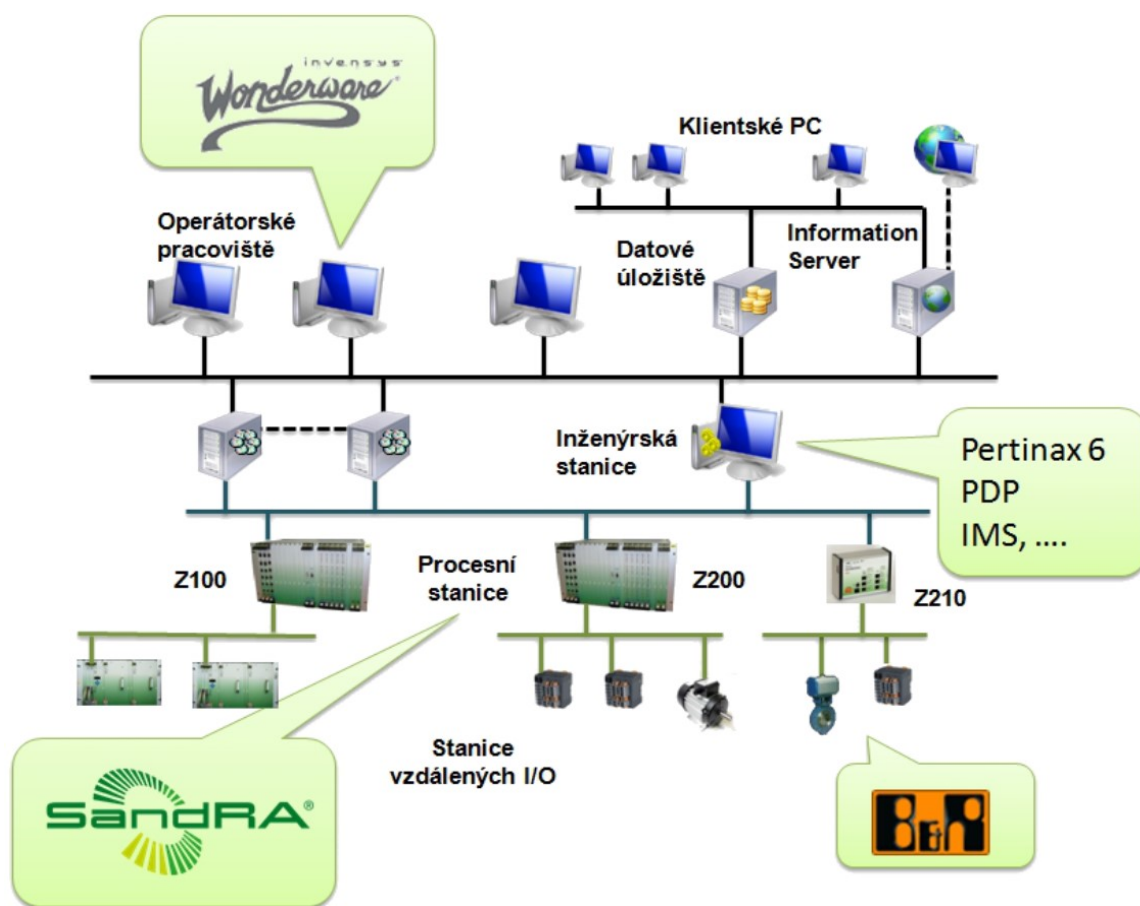 invensys
Wonderware®
Klientské PC
Operátorské
pracoviště
Datové
úložiště
Information
Server
Inženýrská
stanice
Pertinax 6
PDP
IMS, ....
Z100
Procesní
stanice
Z200
Z210
Stanice
vzdálených I/O
SandRA®
B&R